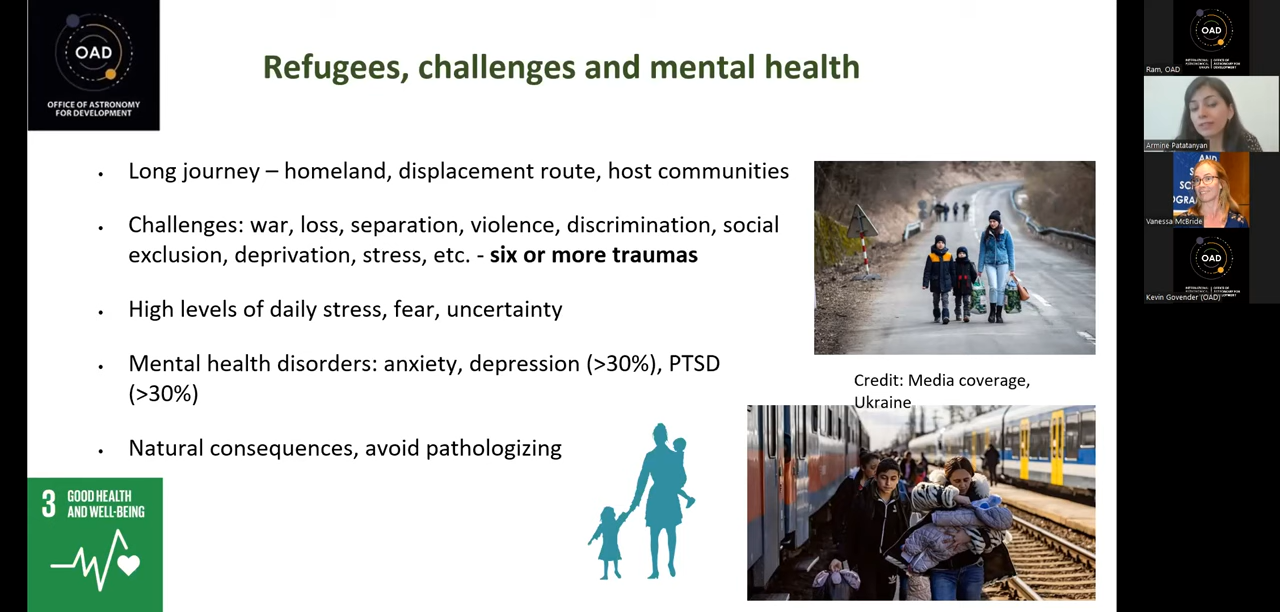 OAD
OFFICE OF ASTRONOMY
FOR DEVELOPMENT
Refugees, challenges and mental health
• Long journey – homeland, displacement route, host communities
• Challenges: war, loss, separation, violence, discrimination, social
exclusion, deprivation, stress, etc. - six or more traumas
• High levels of daily stress, fear, uncertainty
• Mental health disorders: anxiety, depression (>30%), PTSD
(>30%)
• Natural consequences, avoid pathologizing
Credit: Media coverage,
Ukraine
3 GOOD HEALTH
AND WELL-BEING
OAD
Ram, OAD
Armine Patatanyan
AND
Vanessa McBride
OAD
Kevin Govender (OAD)